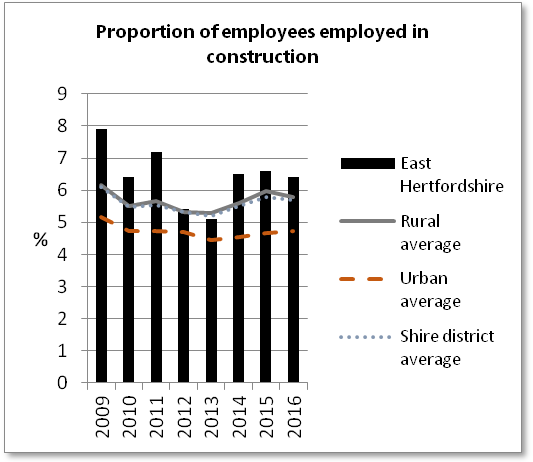 Proportion of employees employed in
construction
9
8
7
6
5
4
3
2
1
0
%
2009
2010
2011
2012
2013
2014
2015
2016
East
Hertfordshire
Rural
average
Urban
average
Shire district
average